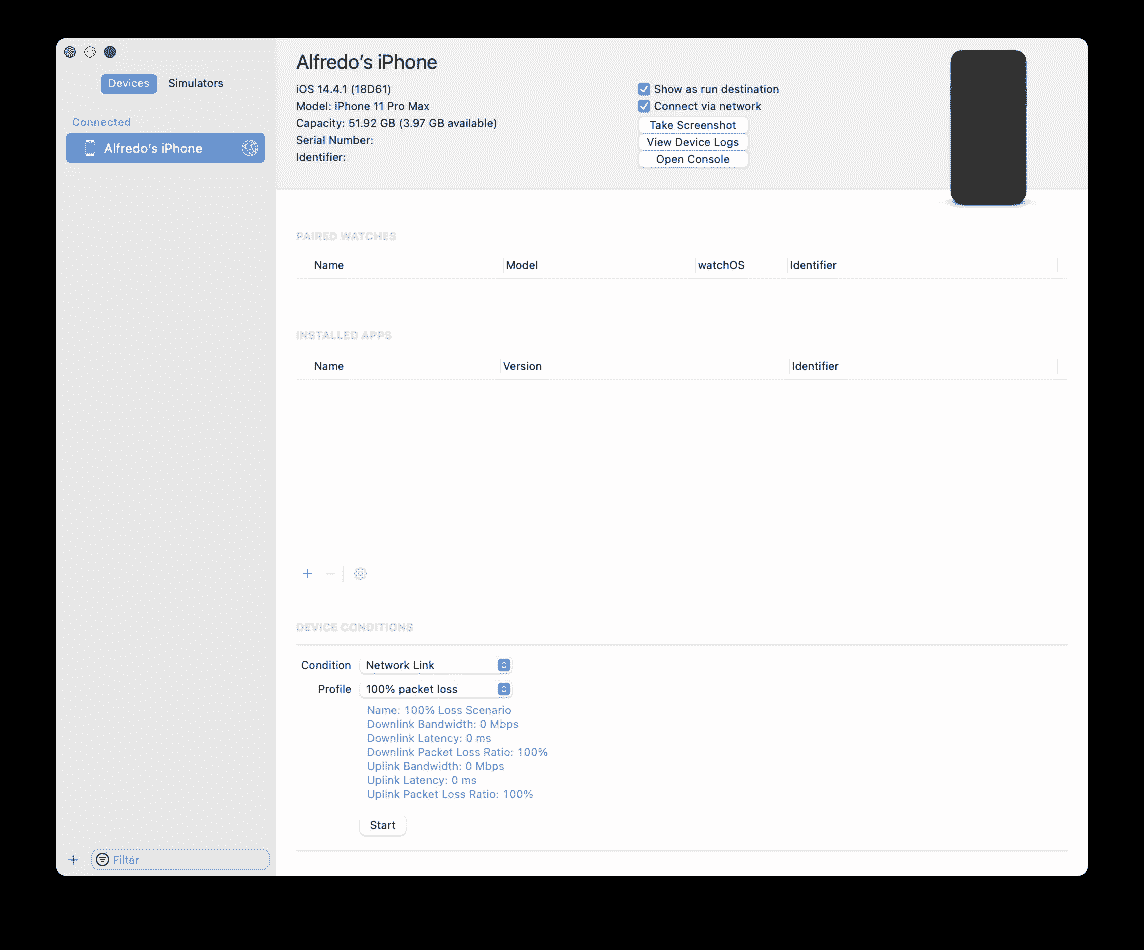 Devices Simulators
Connected
Alfredo's iPhone
Filter
Alfredo's iPhone
iOS 14.4.1 (18D61)
Model: iPhone 11 Pro Max
Capacity: 51.92 GB (3.97 GB available)
Serial Number:
Identifier:
Show as run destination
Connect via network
Take Screenshot
View Device Logs
Open Console
PAIRED WATCHES
Name Model watchOS Identifier
INSTALLED APPS
Name Version Identifier
DEVICE CONDITIONS
Condition Network Link
Profile 100% packet loss
Name: 100% Loss Scenario
Downlink Bandwidth: 0 Mbps
Downlink Latency: 0 ms
Downlink Packet Loss Ratio: 100%
Uplink Bandwidth: 0 Mbps
Uplink Latency: 0 ms
Uplink Packet Loss Ratio: 100%
Start